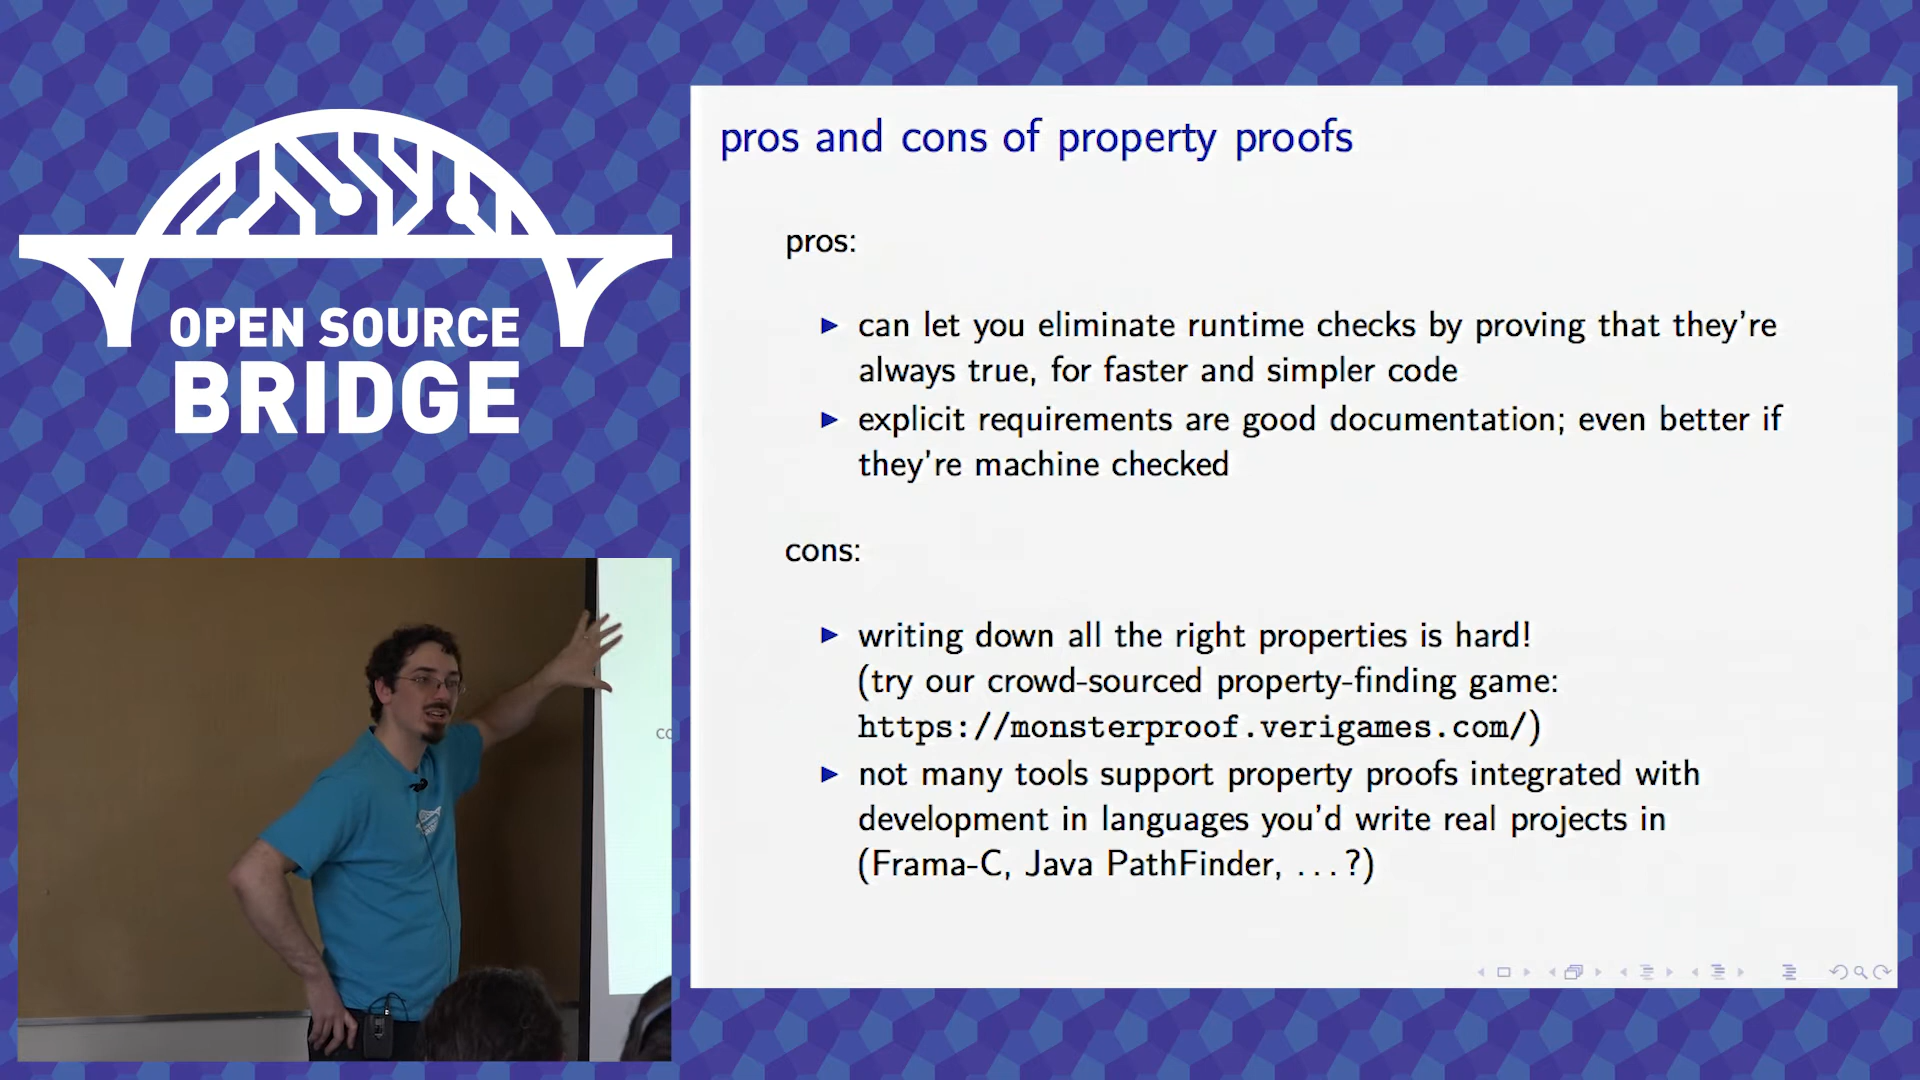 OPEN SOURCE
BRIDGE
pros and cons of property proofs
pros:
can let you eliminate runtime checks by proving that they're
always true, for faster and simpler code
explicit requirements are good documentation; even better if
they're machine checked
cons:
writing down all the right properties is hard!
(try our crowd-sourced property-finding game:
https://monsterproof.verigames.com/)
not many tools support property proofs integrated with
development in languages you'd write real projects in
(Frama-C, Java PathFinder, ...?)
co